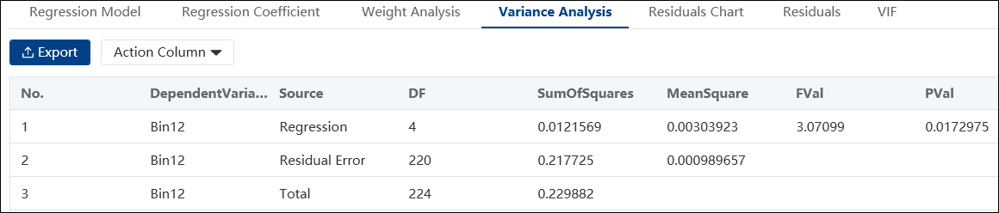 Regression Model Regression Coefficient Weight Analysis Variance Analysis Residuals Chart Residuals VIF
Export Action Column
No. DependentVaria... Source DF SumOfSquares MeanSquare FVal PVal
1 Bin12 Regression 4 0.0121569 0.00303923 3.07099 0.0172975
2 Bin12 Residual Error 220 0.217725 0.000989657
3 Bin12 Total 224 0.229882